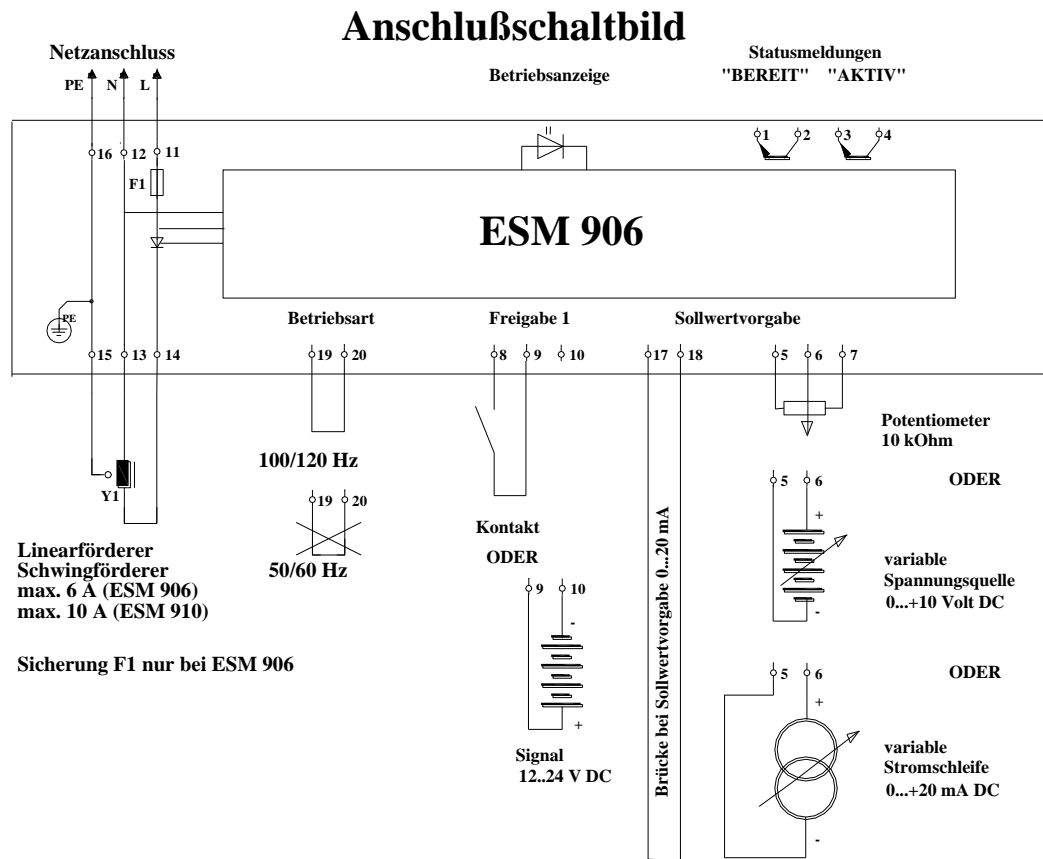 Anschlußschaltbild
Netzanschluss
Betriebsanzeige
Statusmeldungen
"BEREIT" "AKTIV"
PE N L
1 2 3 4
16 12 11
F1
ESM 906
PE
Betriebsart
Freigabe 1
Sollwertvorgabe
15 13 14
19 20
8 9 10
17 18
5 6 7
Potentiometer
10 kOhm
100/120 Hz
Y1
19 20
50/60 Hz
Linearförderer
Schwingförderer
max. 6 A (ESM 906)
max. 10 A (ESM 910)
Sicherung F1 nur bei ESM 906
Kontakt
ODER
9 10
-
+
Signal
12..24 V DC
Brücke bei Sollwertvorgabe 0...20 mA
5 6
ODER
+
variable
Spannungsquelle
0...+10 Volt DC
-
5 6
ODER
+
variable
Stromschleife
0...+20 mA DC
-